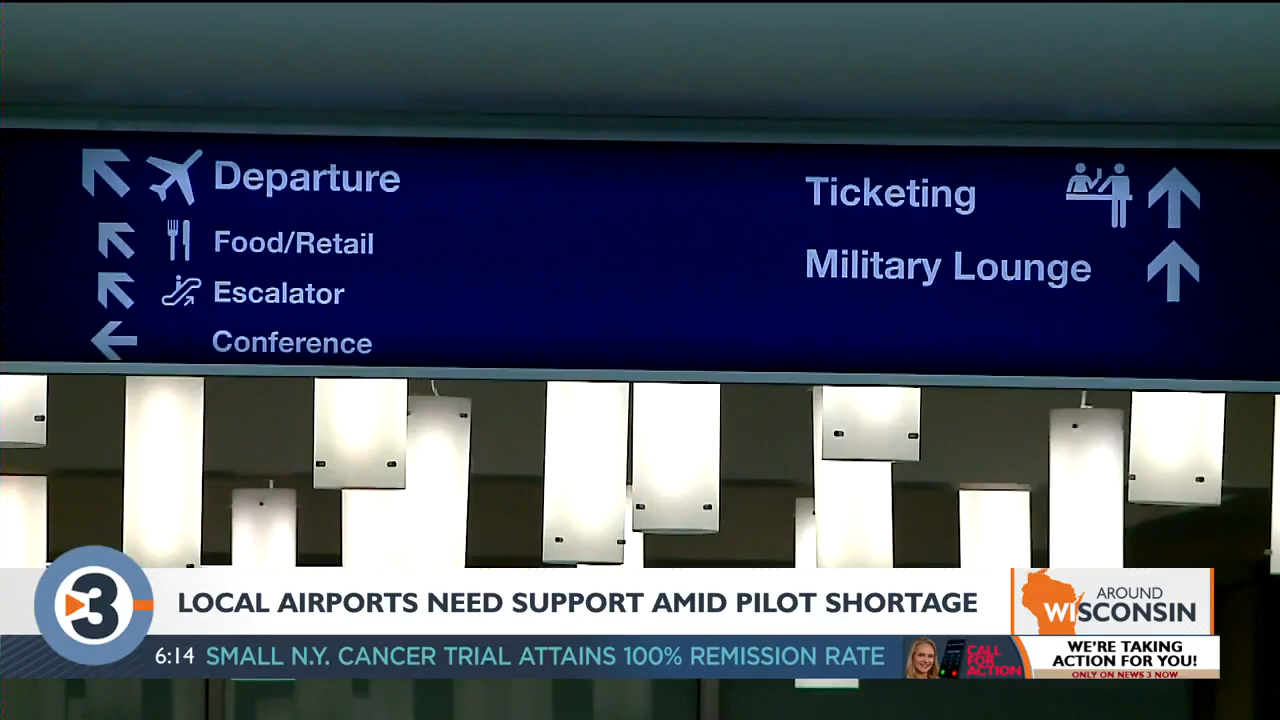 Departure
Food/Retail
Escalator
Conference
Ticketing
Military Lounge
3
LOCAL AIRPORTS NEED SUPPORT AMID PILOT SHORTAGE
AROUND
WISCONSIN
6:14 SMALL N.Y. CANCER TRIAL ATTAINS 100% REMISSION RATE
CALL
FOR
ACTION
WE'RE TAKING
ACTION FOR YOU!
ONLY ON NEWS 3 NOW